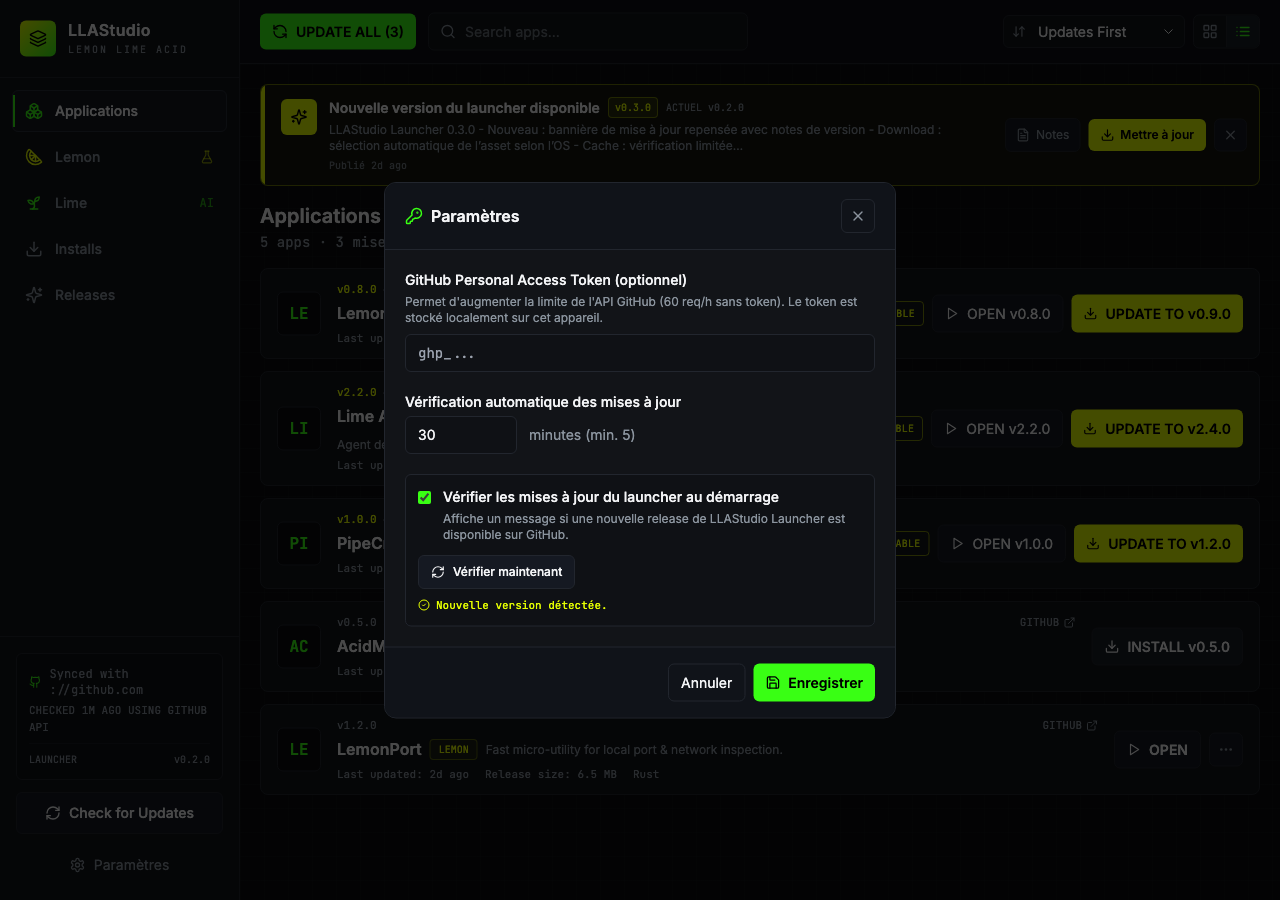 LLAStudio
LEMON LIME ACID
Applications
Lemon
Lime AI
Installs
Releases
Synced with
://github.com
CHECKED 1M AGO USING GITHUB
API
LAUNCHER v0.2.0
Check for Updates
Paramètres
UPDATE ALL (3) Search apps... Updates First
Nouvelle version du launcher disponible v0.3.0 ACTUEL v0.2.0
LLAStudio Launcher 0.3.0 - Nouveau : bannière de mise à jour repensée avec notes de version - Download :
sélection automatique de l'asset selon l'OS - Cache : vérification limitée...
Publié 2d ago
Notes Mettre à jour
Applications
5 apps · 3 mise
LE v0.8.0
Lemo
Last up
OPEN v0.8.0 UPDATE TO v0.9.0
LI v2.2.0
Lime A
Agent de
Last up
OPEN v2.2.0 UPDATE TO v2.4.0
PI v1.0.0
PipeC
Last up
ABLE OPEN v1.0.0 UPDATE TO v1.2.0
AC v0.5.0
AcidM
Last up
GITHUB
INSTALL v0.5.0
LE v1.2.0
LemonPort LEMON Fast micro-utility for local port & network inspection.
Last updated: 2d ago Release size: 6.5 MB Rust
GITHUB
OPEN ...
Paramètres
GitHub Personal Access Token (optionnel)
Permet d'augmenter la limite de l'API GitHub (60 req/h sans token). Le token est
stocké localement sur cet appareil.
ghp_...
Vérification automatique des mises à jour
30 minutes (min. 5)
Vérifier les mises à jour du launcher au démarrage
Affiche un message si une nouvelle release de LLAStudio Launcher est
disponible sur GitHub.
Vérifier maintenant
Nouvelle version détectée.
Annuler Enregistrer